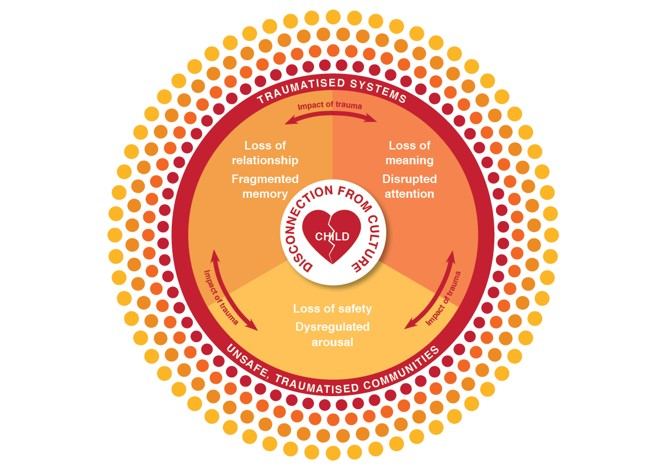 TRAUMATISED SYSTEMS
Impact of trauma
Loss of
relationship
Fragmented
memory
Loss of
meaning
Disrupted
attention
DISCONNECTION FROM CULTURE
CHILD
Impact of trauma
Impact of trauma
Loss of safety
Dysregulated
arousal
UNSAFE, TRAUMATISED COMMUNITIES